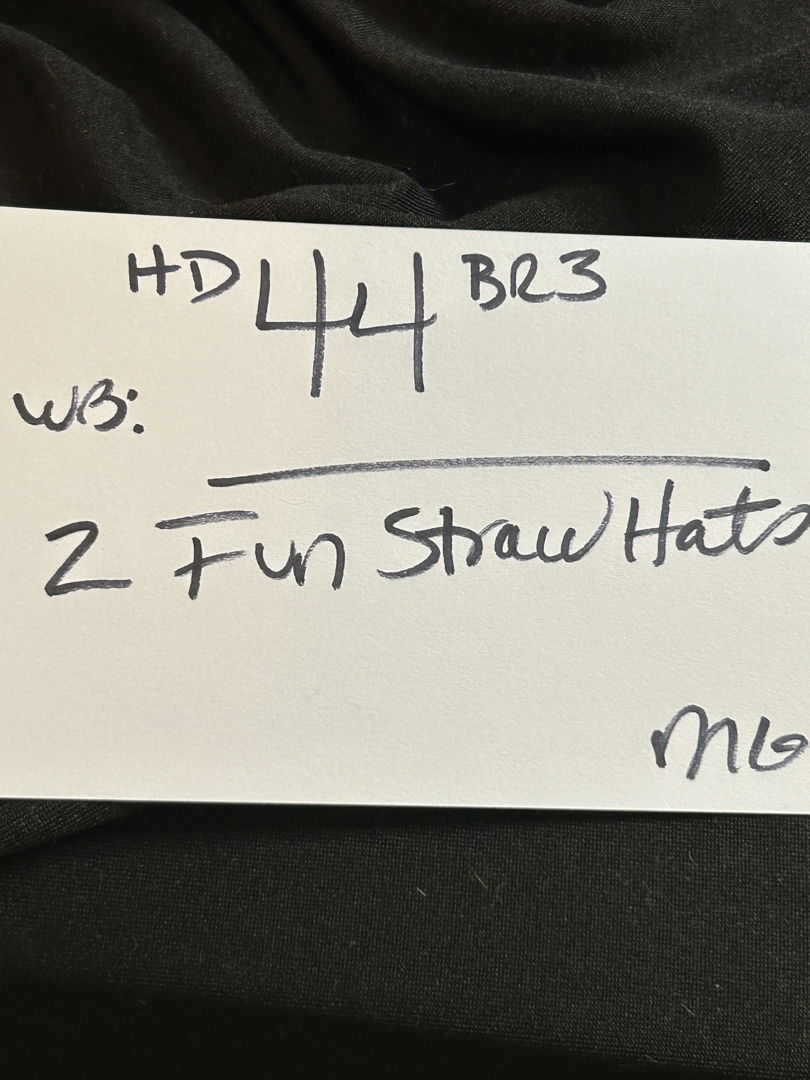 HD 44 BR3
WB:
2 Fun Straw Hats
MG